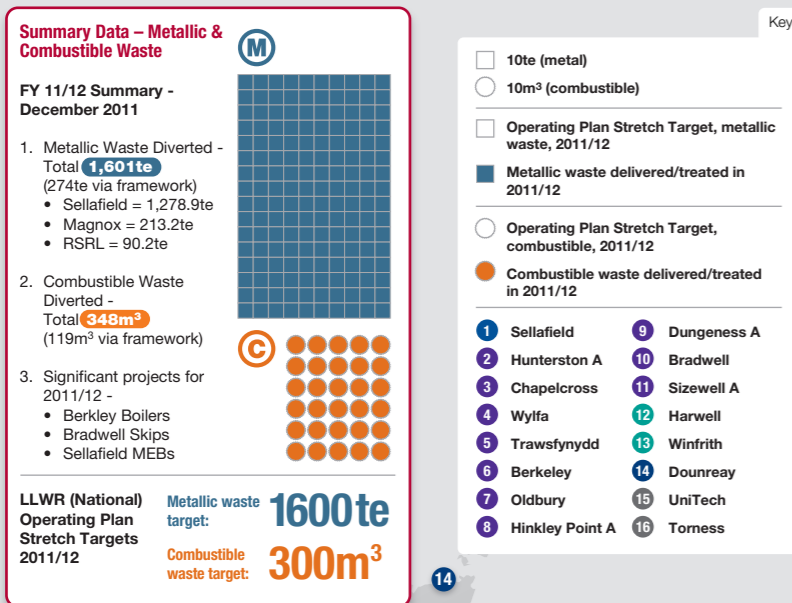 Summary Data – Metallic &
Combustible Waste
M
FY 11/12 Summary -
December 2011
1. Metallic Waste Diverted -
Total 1,601te
(274te via framework)
• Sellafield = 1,278.9te
• Magnox = 213.2te
• RSRL = 90.2te
2. Combustible Waste
Diverted -
Total 348m³
(119m³ via framework)
C
3. Significant projects for
2011/12 -
• Berkley Boilers
• Bradwell Skips
• Sellafield MEBs
LLWR (National)
Operating Plan
Stretch Targets
2011/12
Metallic waste
target:
1600te
Combustible
waste target:
300m³
Key
10te (metal)
10m³ (combustible)
Operating Plan Stretch Target, metallic
waste, 2011/12
Metallic waste delivered/treated in
2011/12
Operating Plan Stretch Target,
combustible, 2011/12
Combustible waste delivered/treated
in 2011/12
1 Sellafield
2 Hunterston A
3 Chapelcross
4 Wylfa
5 Trawsfynydd
6 Berkeley
7 Oldbury
8 Hinkley Point A
9 Dungeness A
10 Bradwell
11 Sizewell A
12 Harwell
13 Winfrith
14 Dounreay
15 UniTech
16 Torness
14